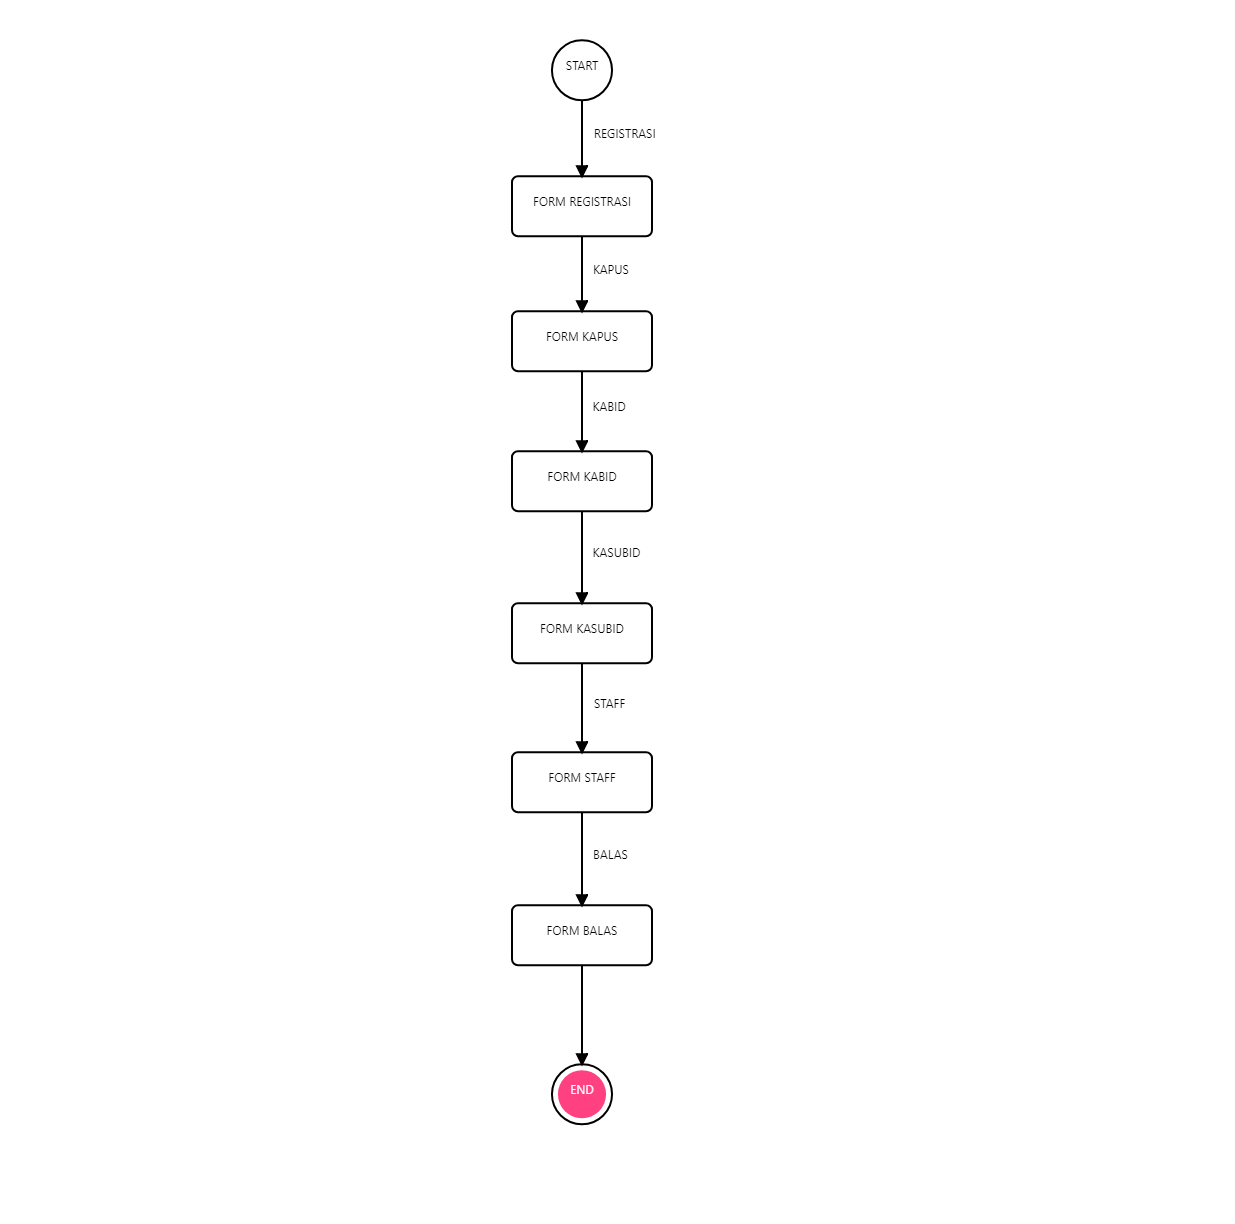 START
REGISTRASI
FORM REGISTRASI
KAPUS
FORM KAPUS
KABID
FORM KABID
KASUBID
FORM KASUBID
STAFF
FORM STAFF
BALAS
FORM BALAS
END